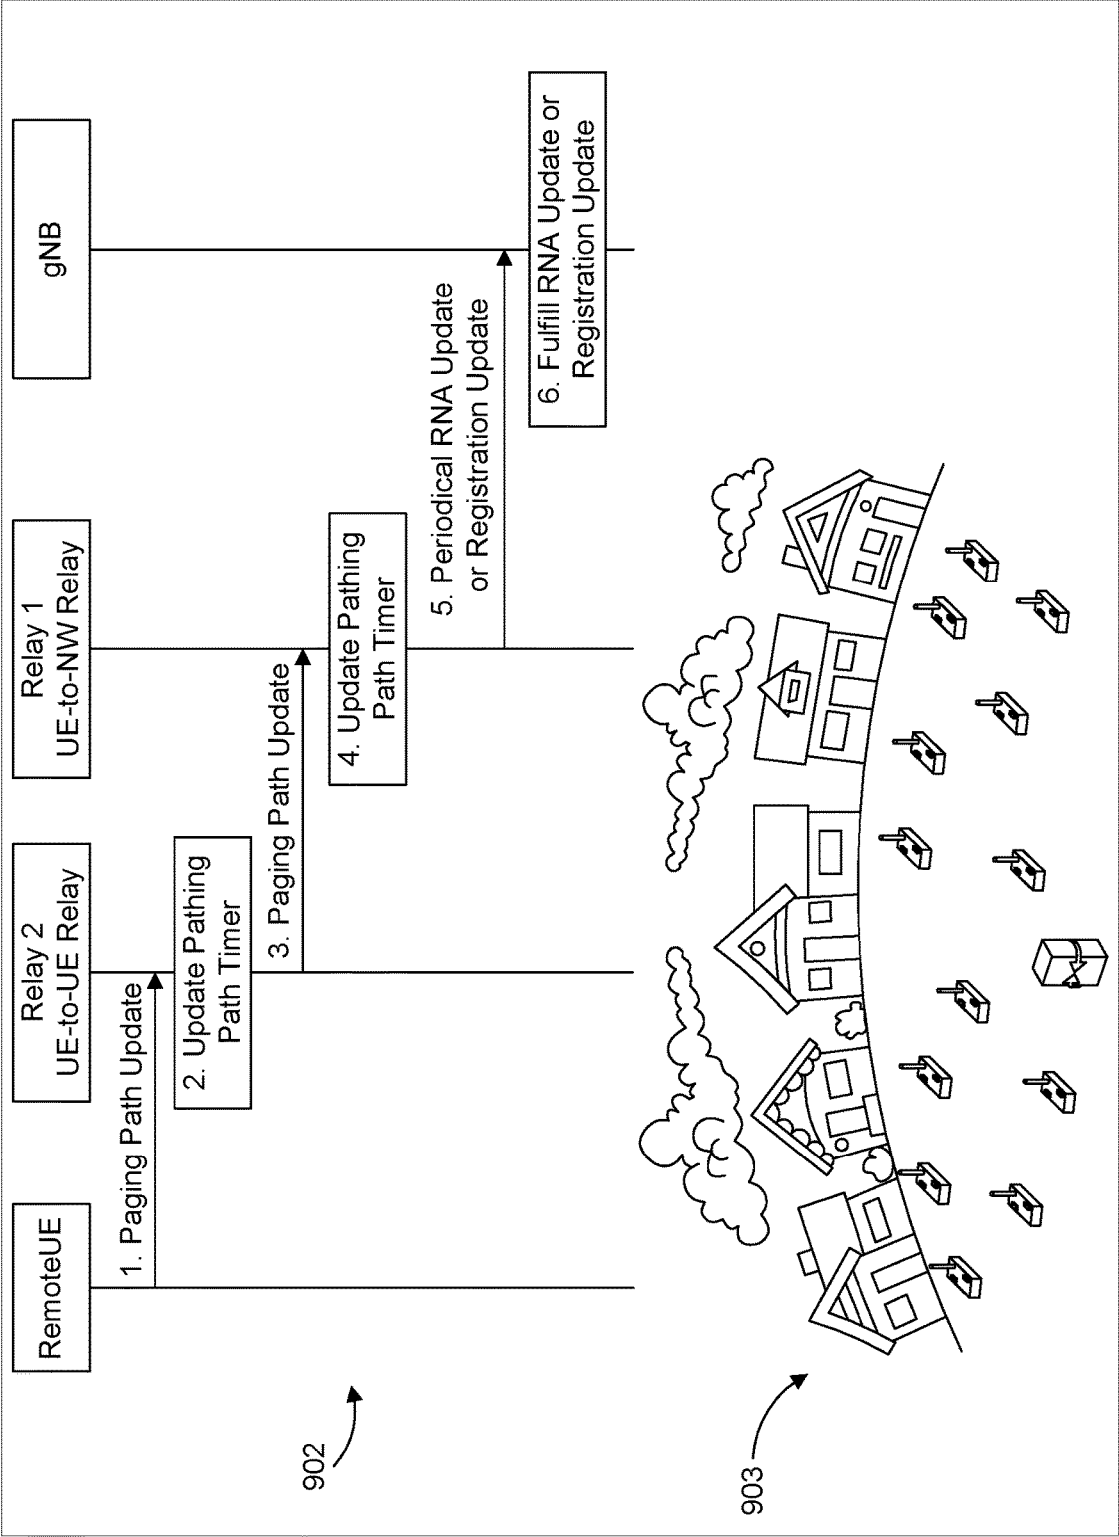 RemoteUE
Relay 2
UE-to-UE Relay
Relay 1
UE-to-NW Relay
gNB
1. Paging Path Update
2. Update Pathing
Path Timer
3. Paging Path Update
4. Update Pathing
Path Timer
5. Periodical RNA Update
or Registration Update
6. Fulfill RNA Update or
Registration Update
902
903